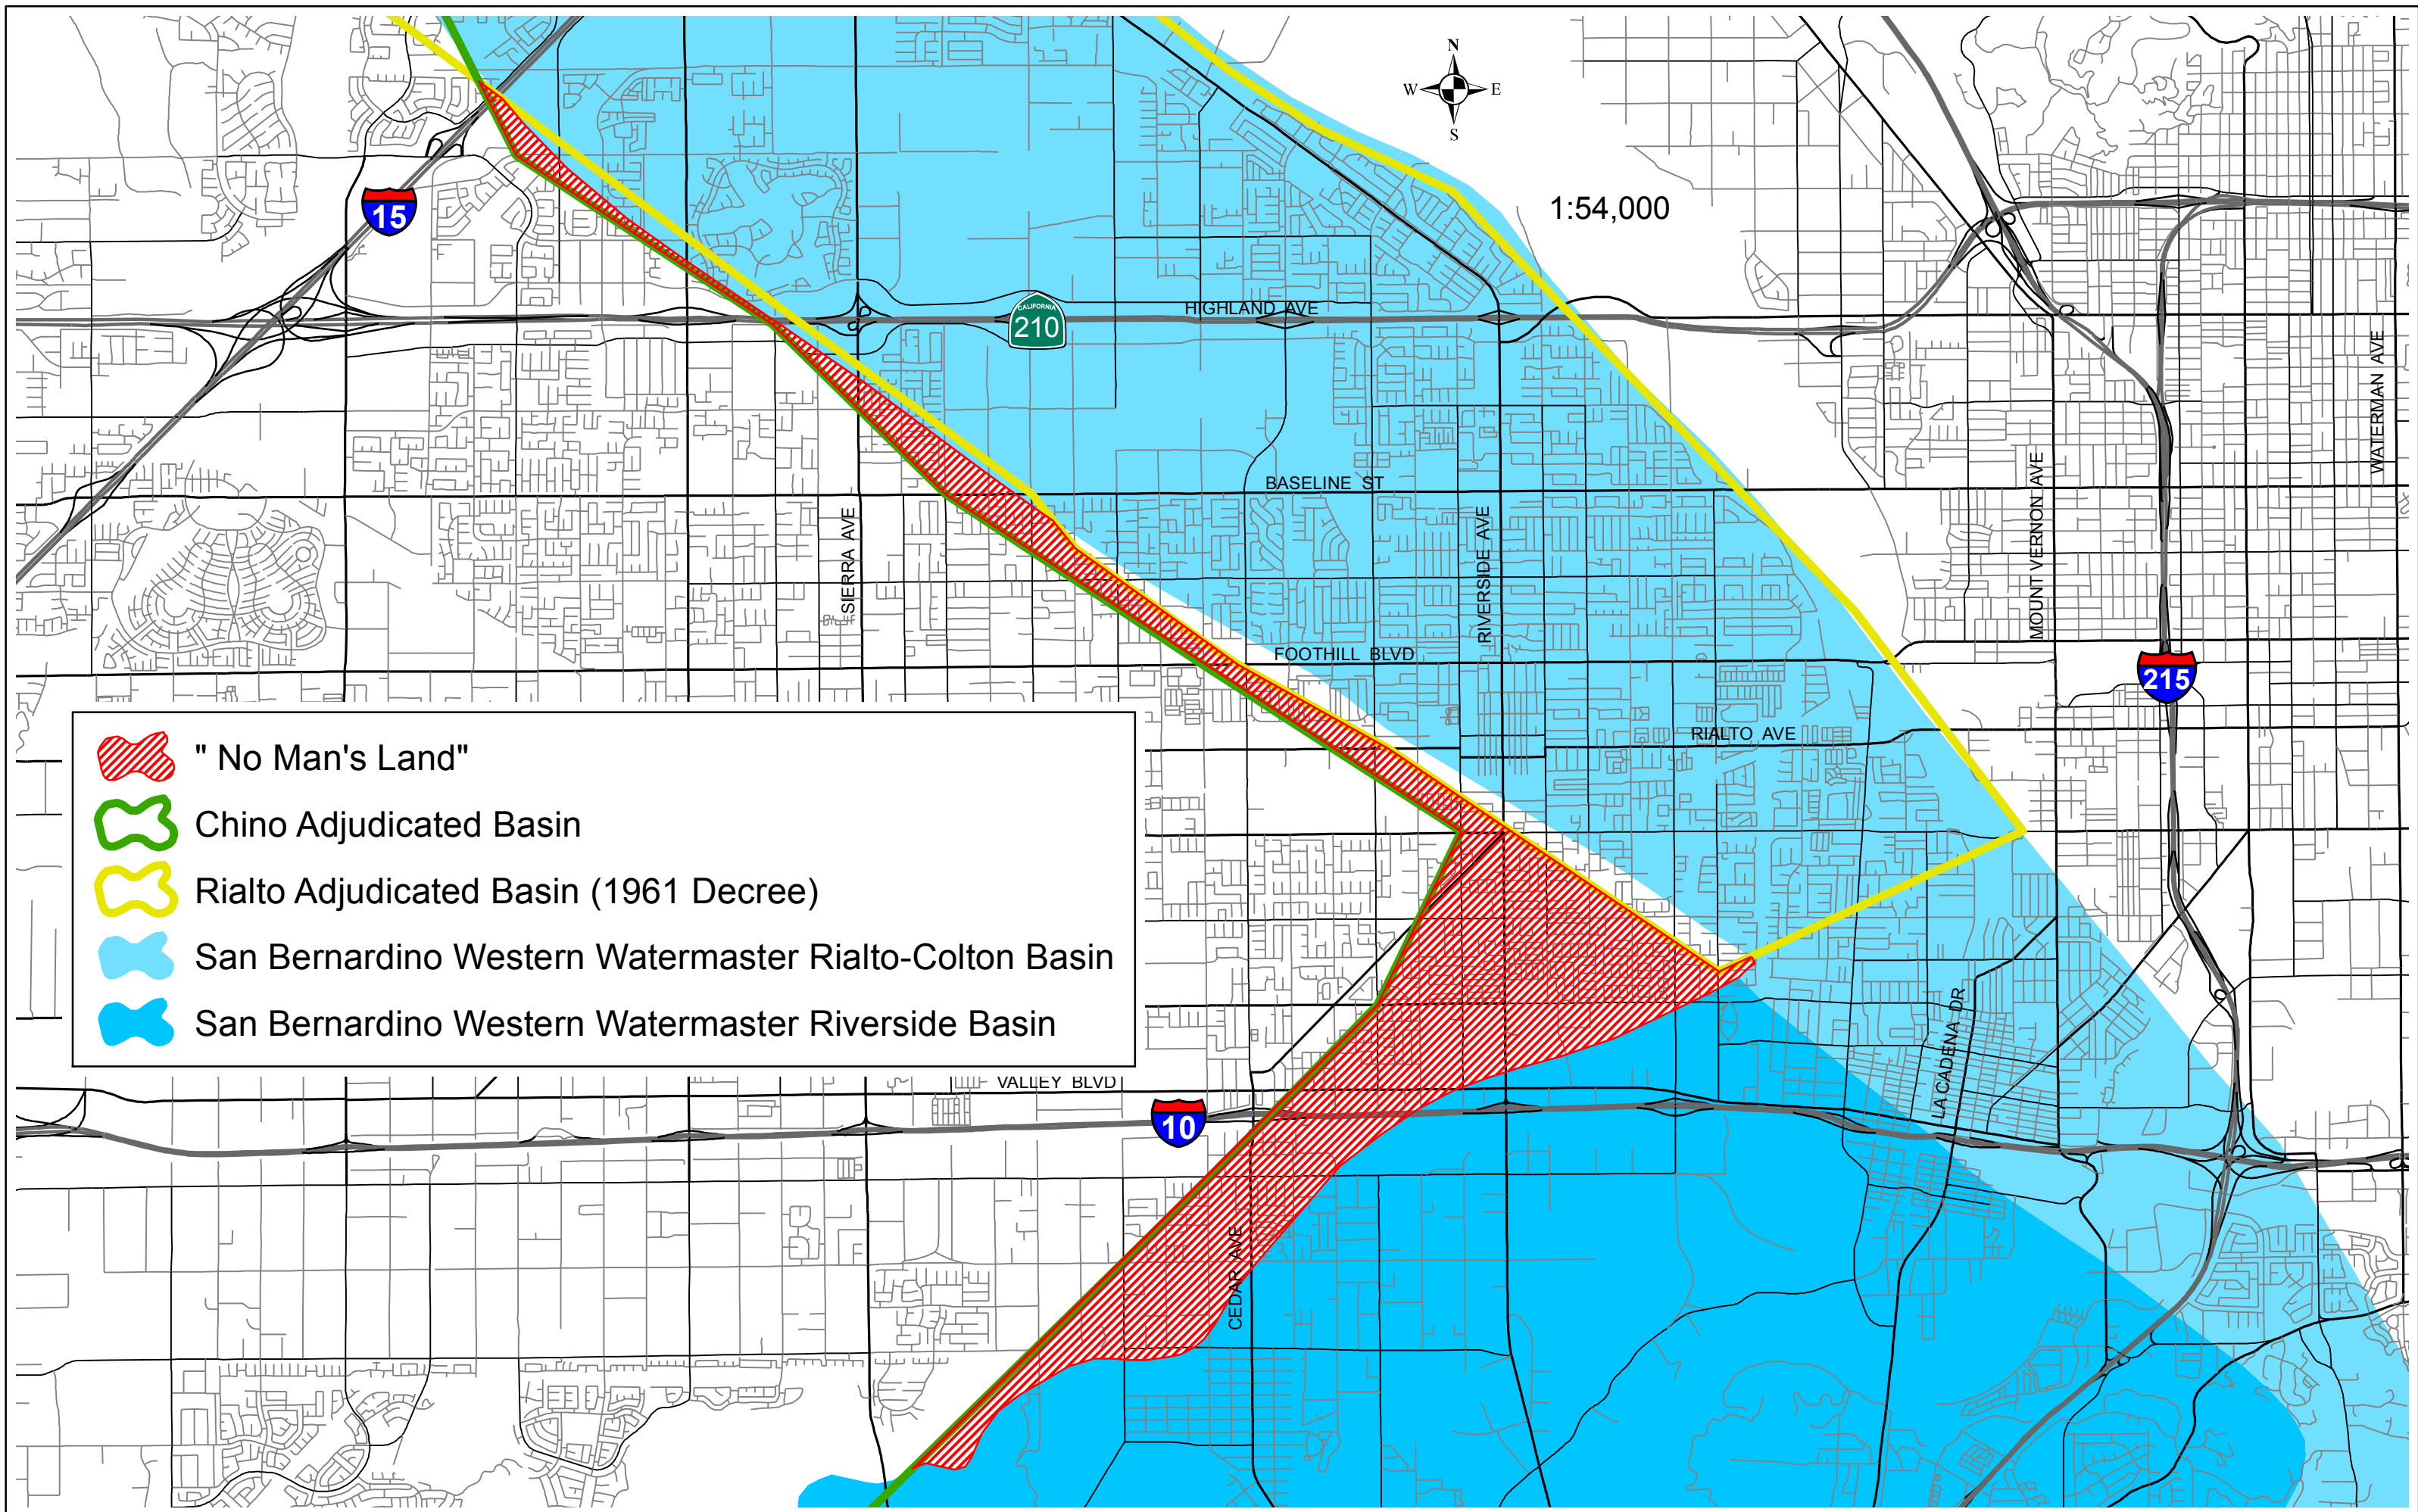 N
W E
S
1:54,000
15
CALIFORNIA
210
HIGHLAND AVE
WATERMAN AVE
BASELINE ST
MOUNT VERNON AVE
SIERRA AVE
RIVERSIDE AVE
FOOTHILL BLVD
215
RIALTO AVE
" No Man's Land"
Chino Adjudicated Basin
Rialto Adjudicated Basin (1961 Decree)
San Bernardino Western Watermaster Rialto-Colton Basin
San Bernardino Western Watermaster Riverside Basin
LA CADENA DR
VALLEY BLVD
10
CEDAR AVE